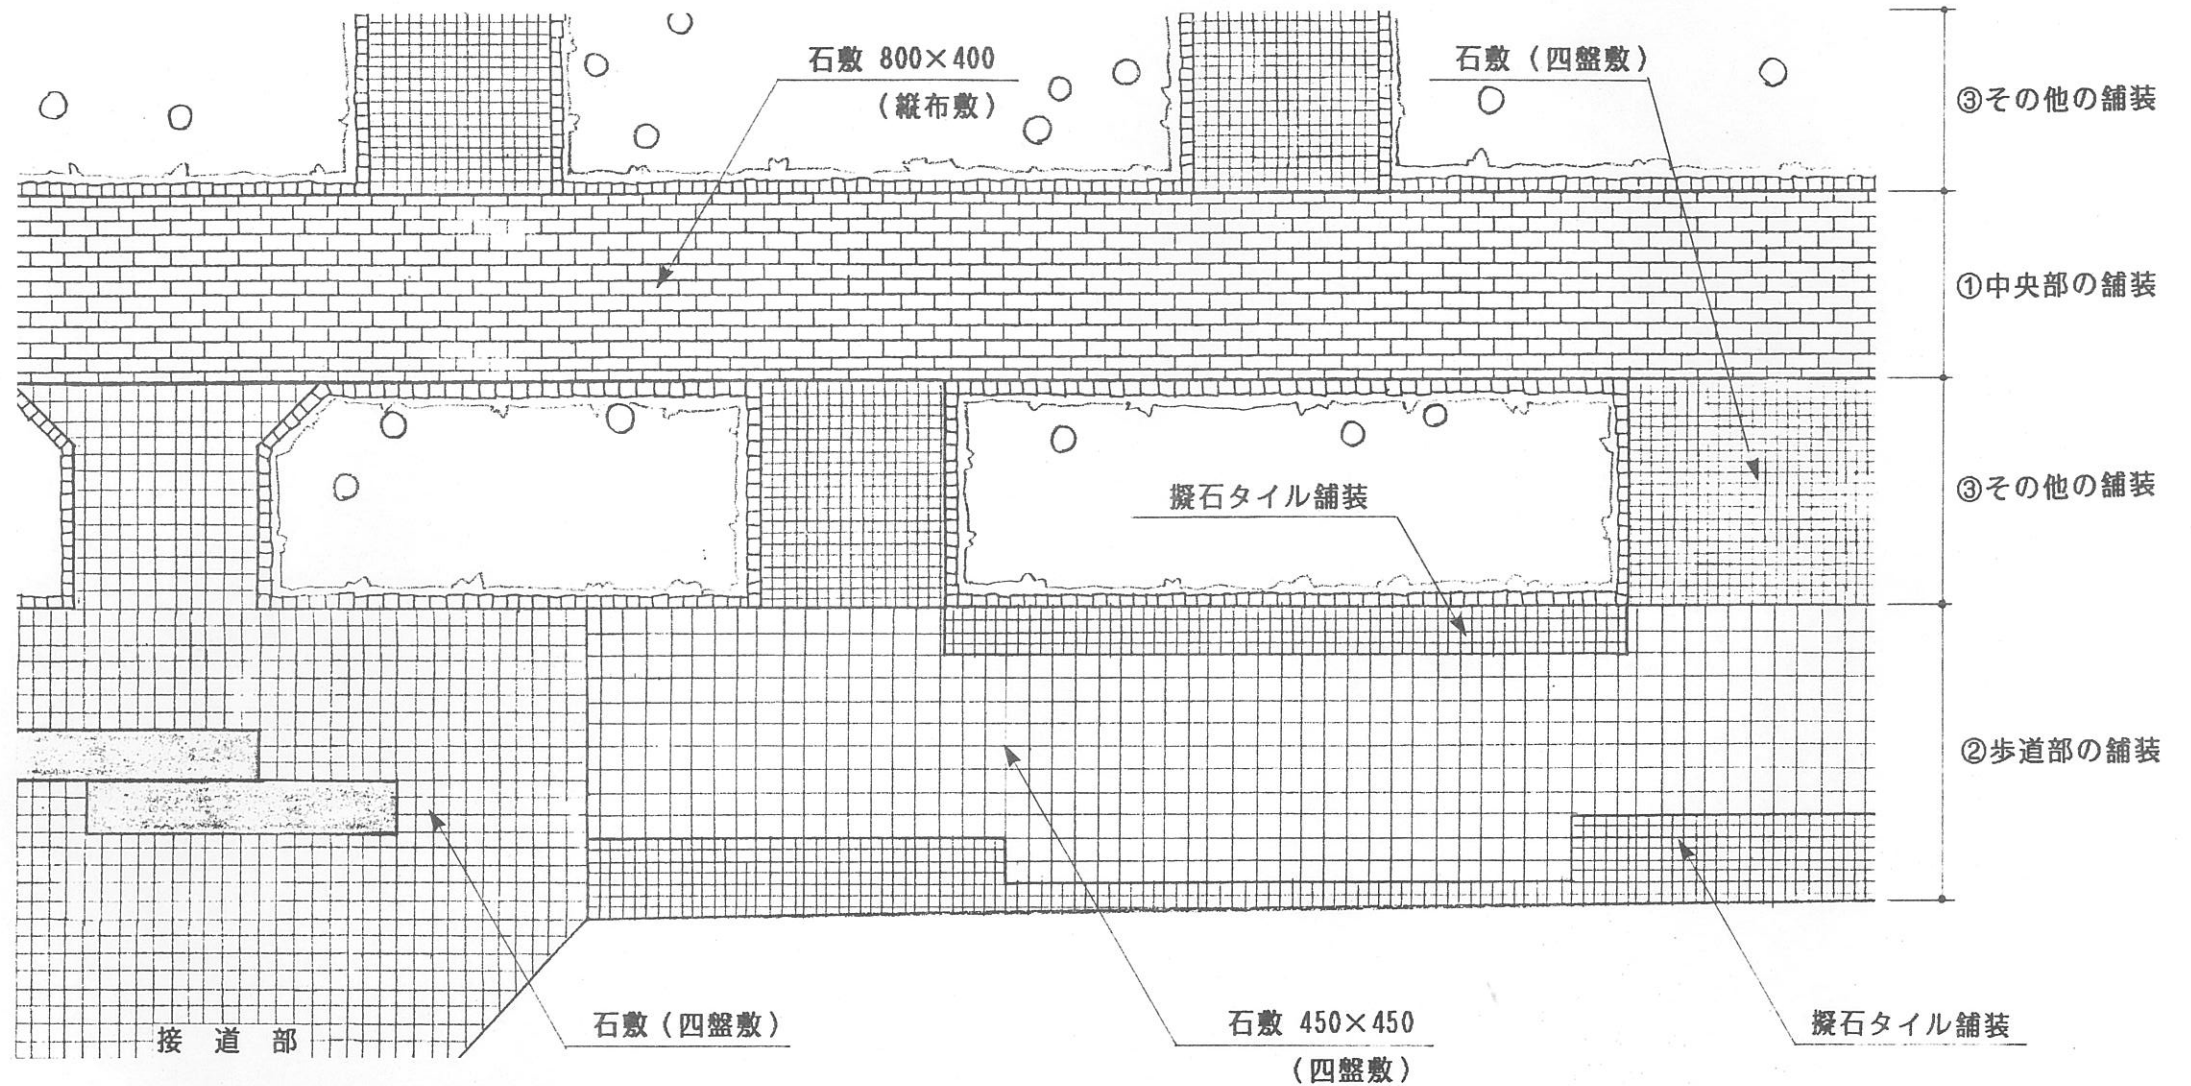 石敷 800×400
(縦布敷)
石敷(四盤敷)
③その他の舗装
①中央部の舗装
擬石タイル舗装
③その他の舗装
②歩道部の舗装
接道部
石敷(四盤敷)
石敷 450×450
(四盤敷)
擬石タイル舗装